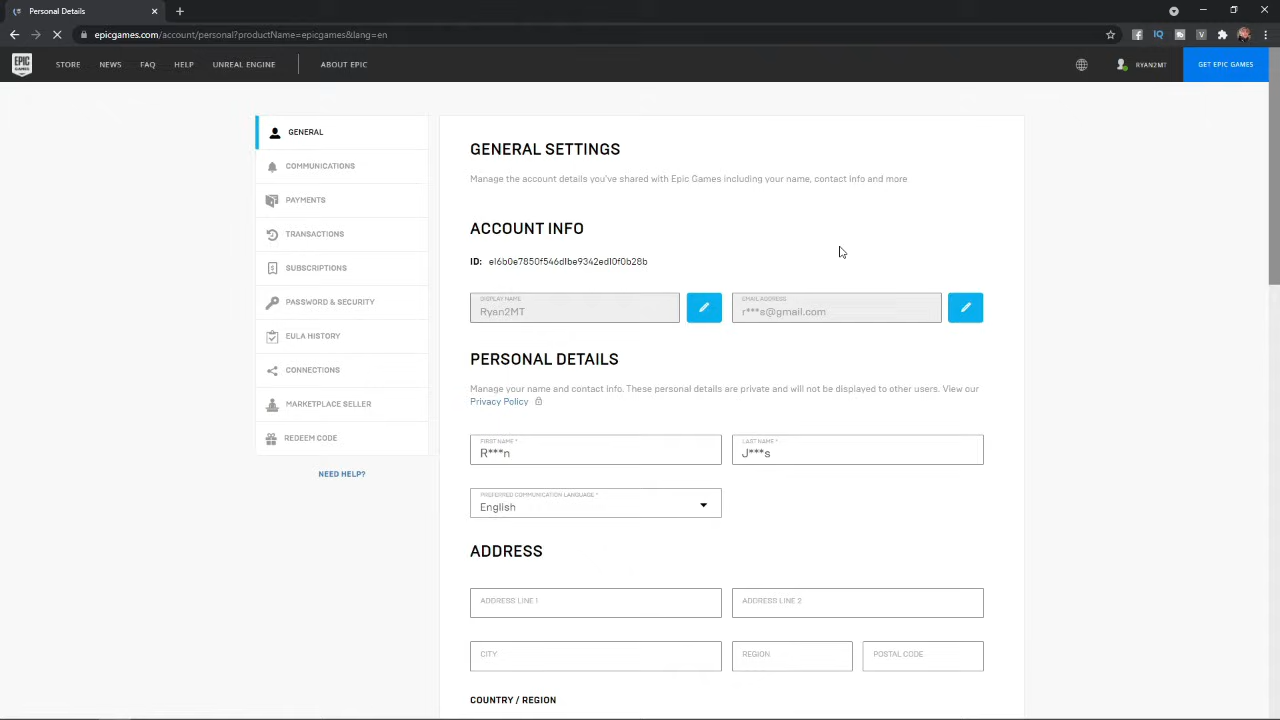 Personal Details
epicgames.com/account/personal?productName=epicgames&lang=en
EPIC GAMES
STORE
NEWS
FAQ
HELP
UNREAL ENGINE
ABOUT EPIC
RYAN2MT
GET EPIC GAMES
GENERAL
COMMUNICATIONS
PAYMENTS
TRANSACTIONS
SUBSCRIPTIONS
PASSWORD & SECURITY
EULA HISTORY
CONNECTIONS
MARKETPLACE SELLER
REDEEM CODE
NEED HELP?
GENERAL SETTINGS
Manage the account details you've shared with Epic Games including your name, contact info and more
ACCOUNT INFO
ID: e16b0e7850f546d1be9342ed10f0b28b
DISPLAY NAME
Ryan2MT
EMAIL ADDRESS
r***s@gmail.com
PERSONAL DETAILS
Manage your name and contact info. These personal details are private and will not be displayed to other users. View our
Privacy Policy
FIRST NAME *
R***n
LAST NAME *
J***s
PREFERRED COMMUNICATION LANGUAGE *
English
ADDRESS
ADDRESS LINE 1
ADDRESS LINE 2
CITY
REGION
POSTAL CODE
COUNTRY / REGION